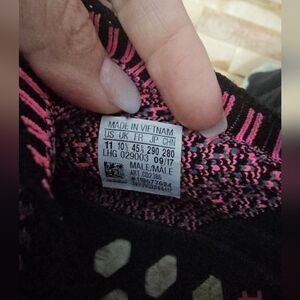 MADE IN VIETNAM
US UK FR JP CHN
11 10½ 45⅓ 290 280
LHG 029003 09/17
MALE/MALE
ART